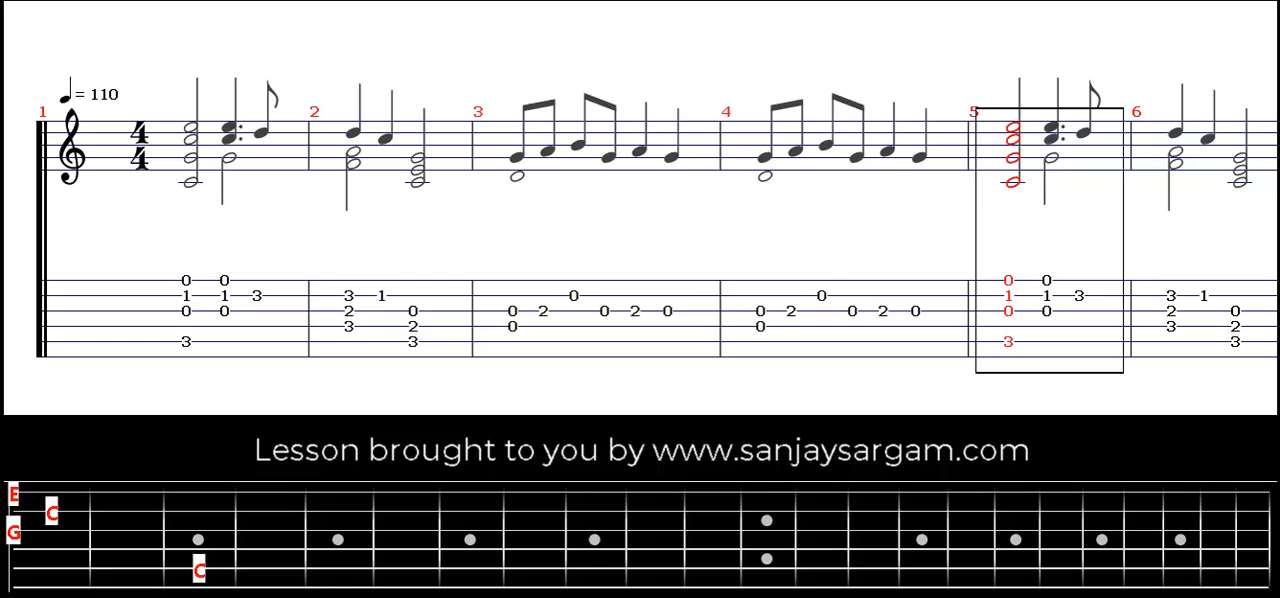 = 110
1 2 3 4 5 6
4
4
0 0 0 0
1 1 3 3 1 0 0 1 1 3 3 1
0 0 2 0 0 2 0 2 0 0 2 0 2 0 0 0 2 0
3 2 0 0 3 2
3 3 3 3
Lesson brought to you by www.sanjaysargam.com
E
C
G
C